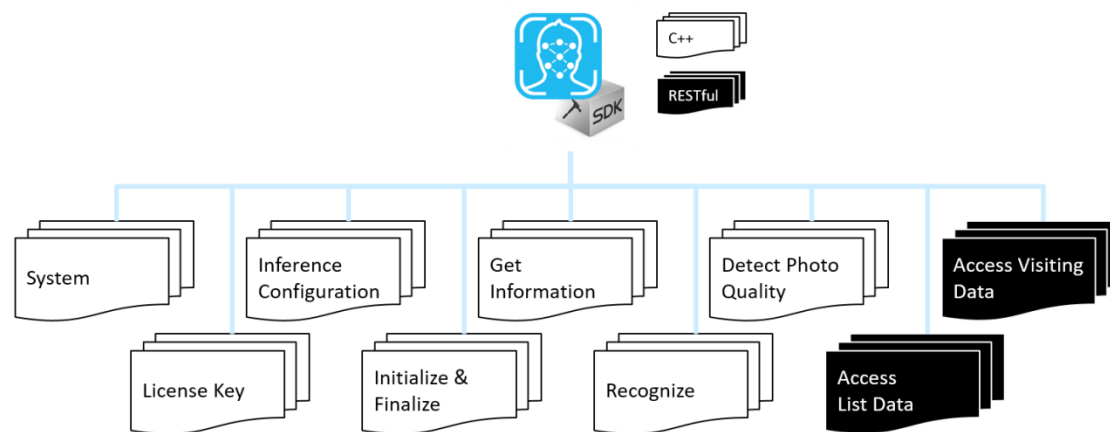 C++
RESTful
SDK
System
Inference
Configuration
Get
Information
Detect Photo
Quality
Access Visiting
Data
License Key
Initialize &
Finalize
Recognize
Access
List Data